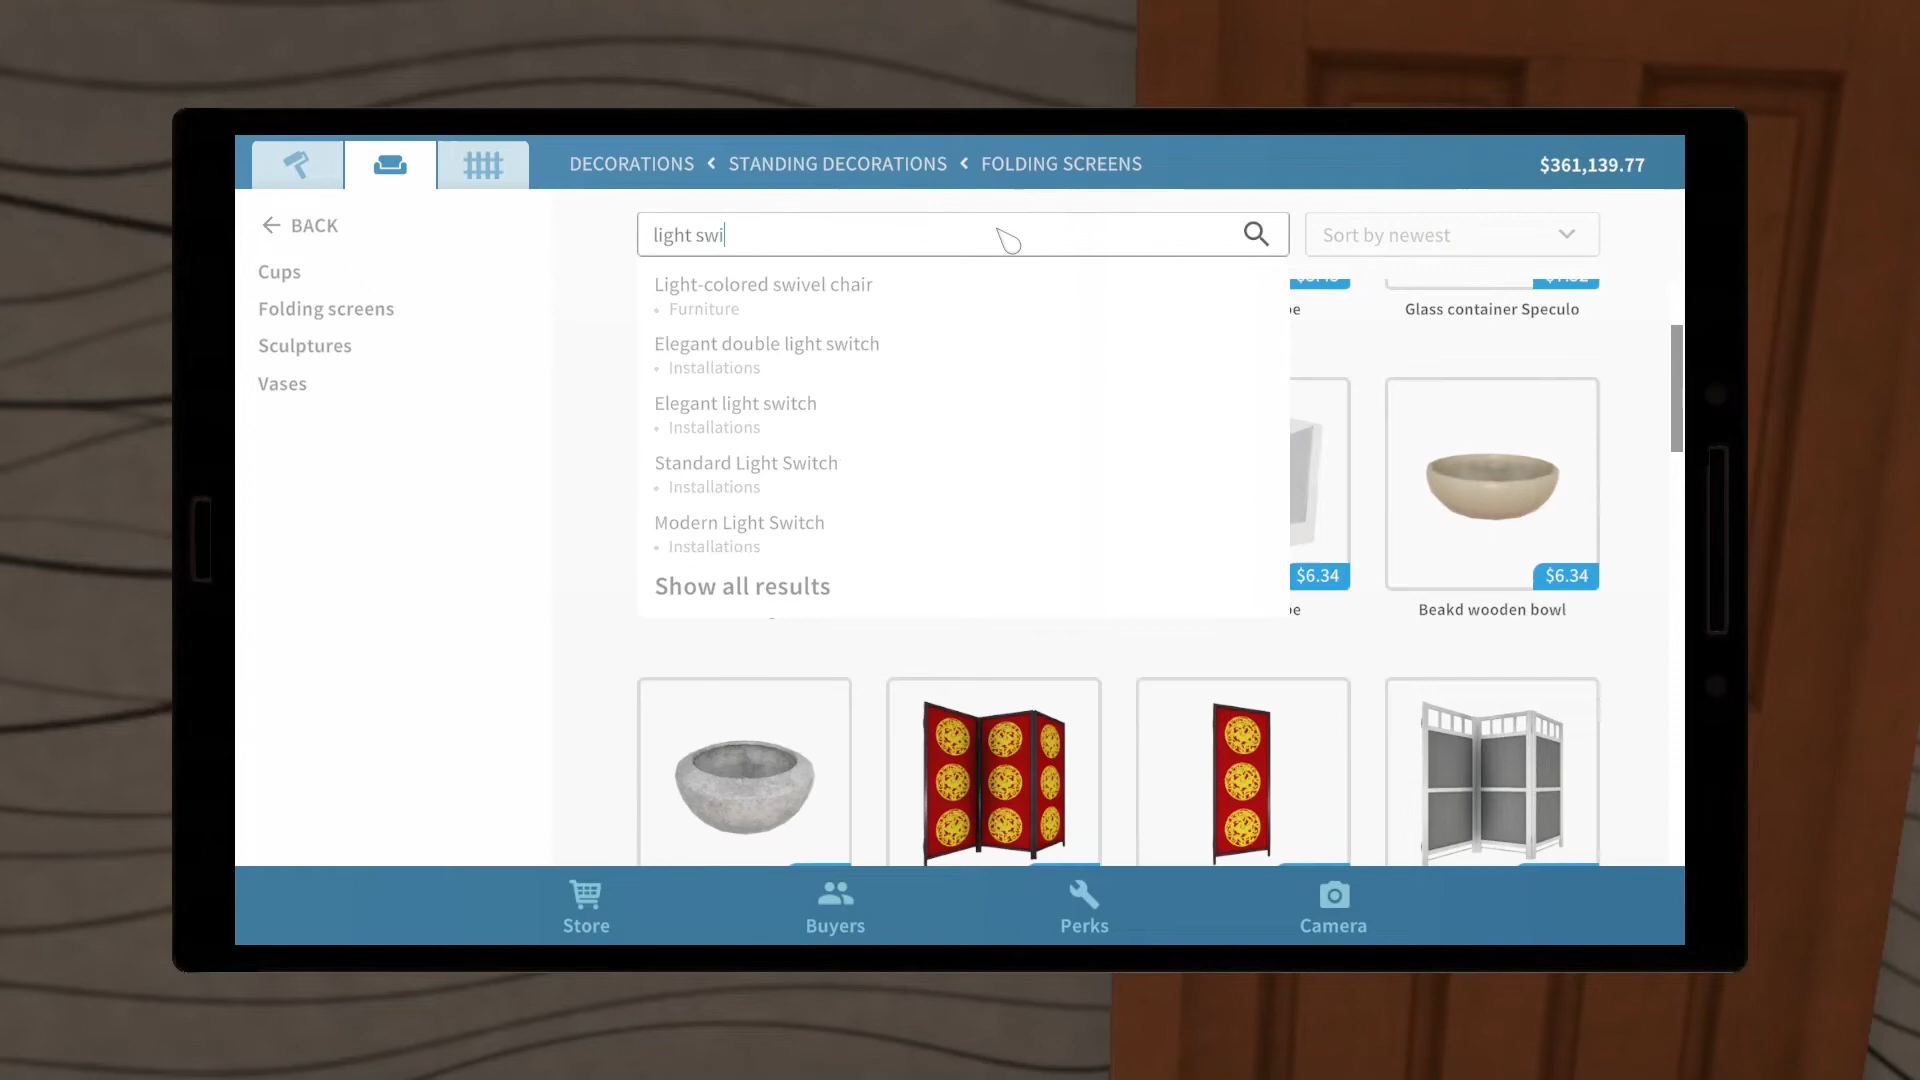 DECORATIONS < STANDING DECORATIONS < FOLDING SCREENS
$361,139.77
BACK
Cups
Folding screens
Sculptures
Vases
light swi
Sort by newest
Light-colored swivel chair
• Furniture
Elegant double light switch
• Installations
Elegant light switch
• Installations
Standard Light Switch
• Installations
Modern Light Switch
• Installations
Show all results
Glass container Speculo
$6.34
$6.34
Beakd wooden bowl
Store
Buyers
Perks
Camera